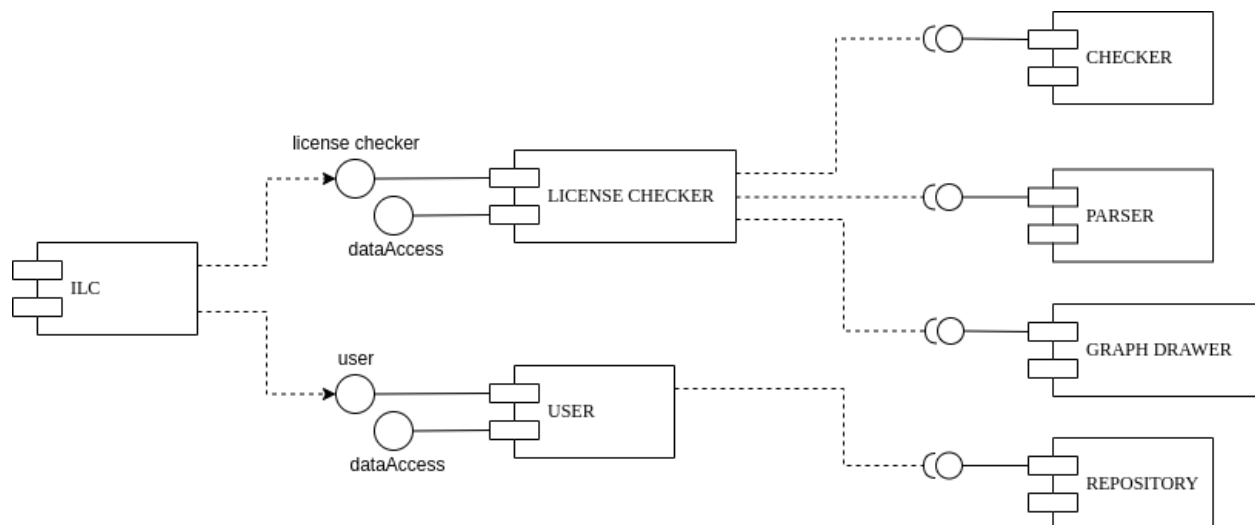 CHECKER
license checker
LICENSE CHECKER
dataAccess
PARSER
ILC
user
USER
dataAccess
GRAPH DRAWER
REPOSITORY